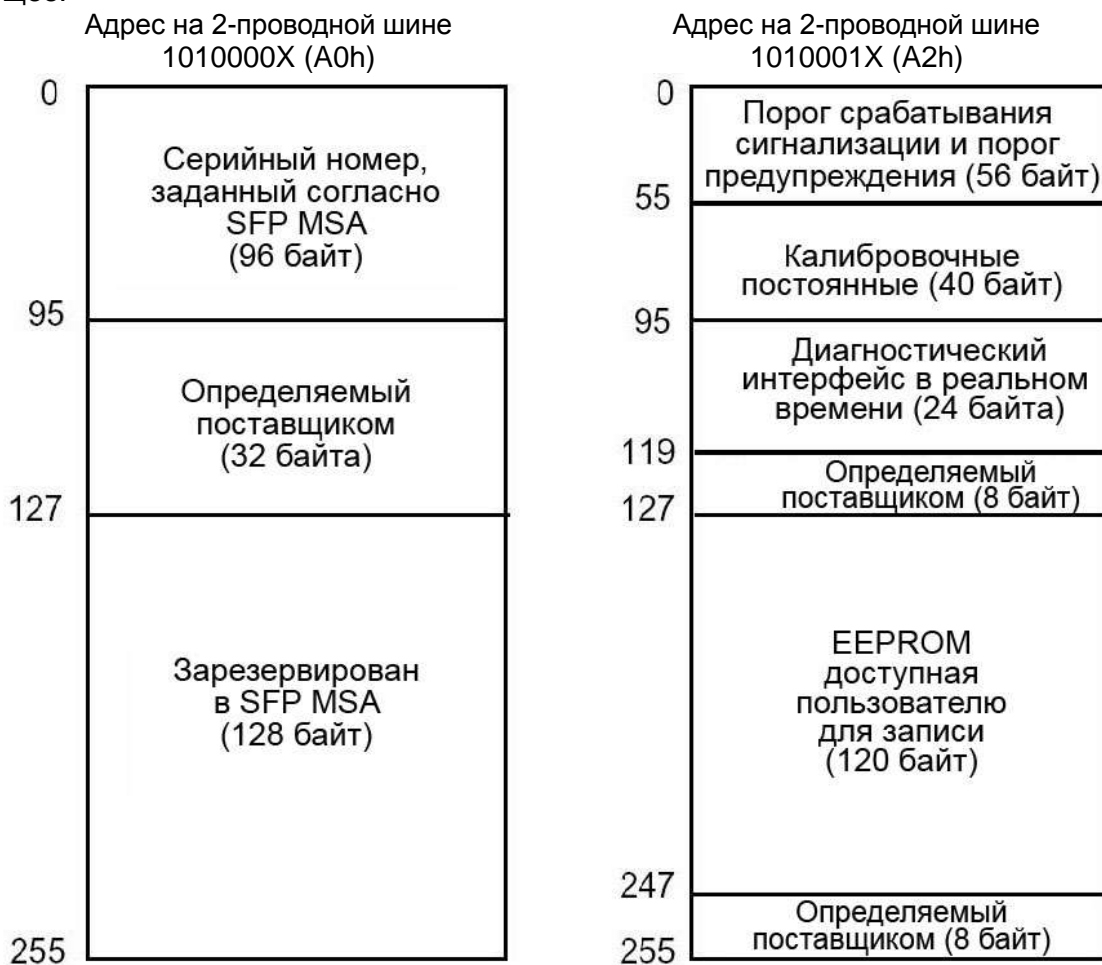 Адрес на 2-проводной шине
1010000X (A0h)
0
Серийный номер,
заданный согласно
SFP MSA
(96 байт)
95
Определяемый
поставщиком
(32 байта)
127
Зарезервирован
в SFP MSA
(128 байт)
255
Адрес на 2-проводной шине
1010001X (A2h)
0
Порог срабатывания
сигнализации и порог
предупреждения (56 байт)
55
Калибровочные
постоянные (40 байт)
95
Диагностический
интерфейс в реальном
времени (24 байта)
119
Определяемый
поставщиком (8 байт)
127
EEPROM
доступная
пользователю
для записи
(120 байт)
247
Определяемый
поставщиком (8 байт)
255